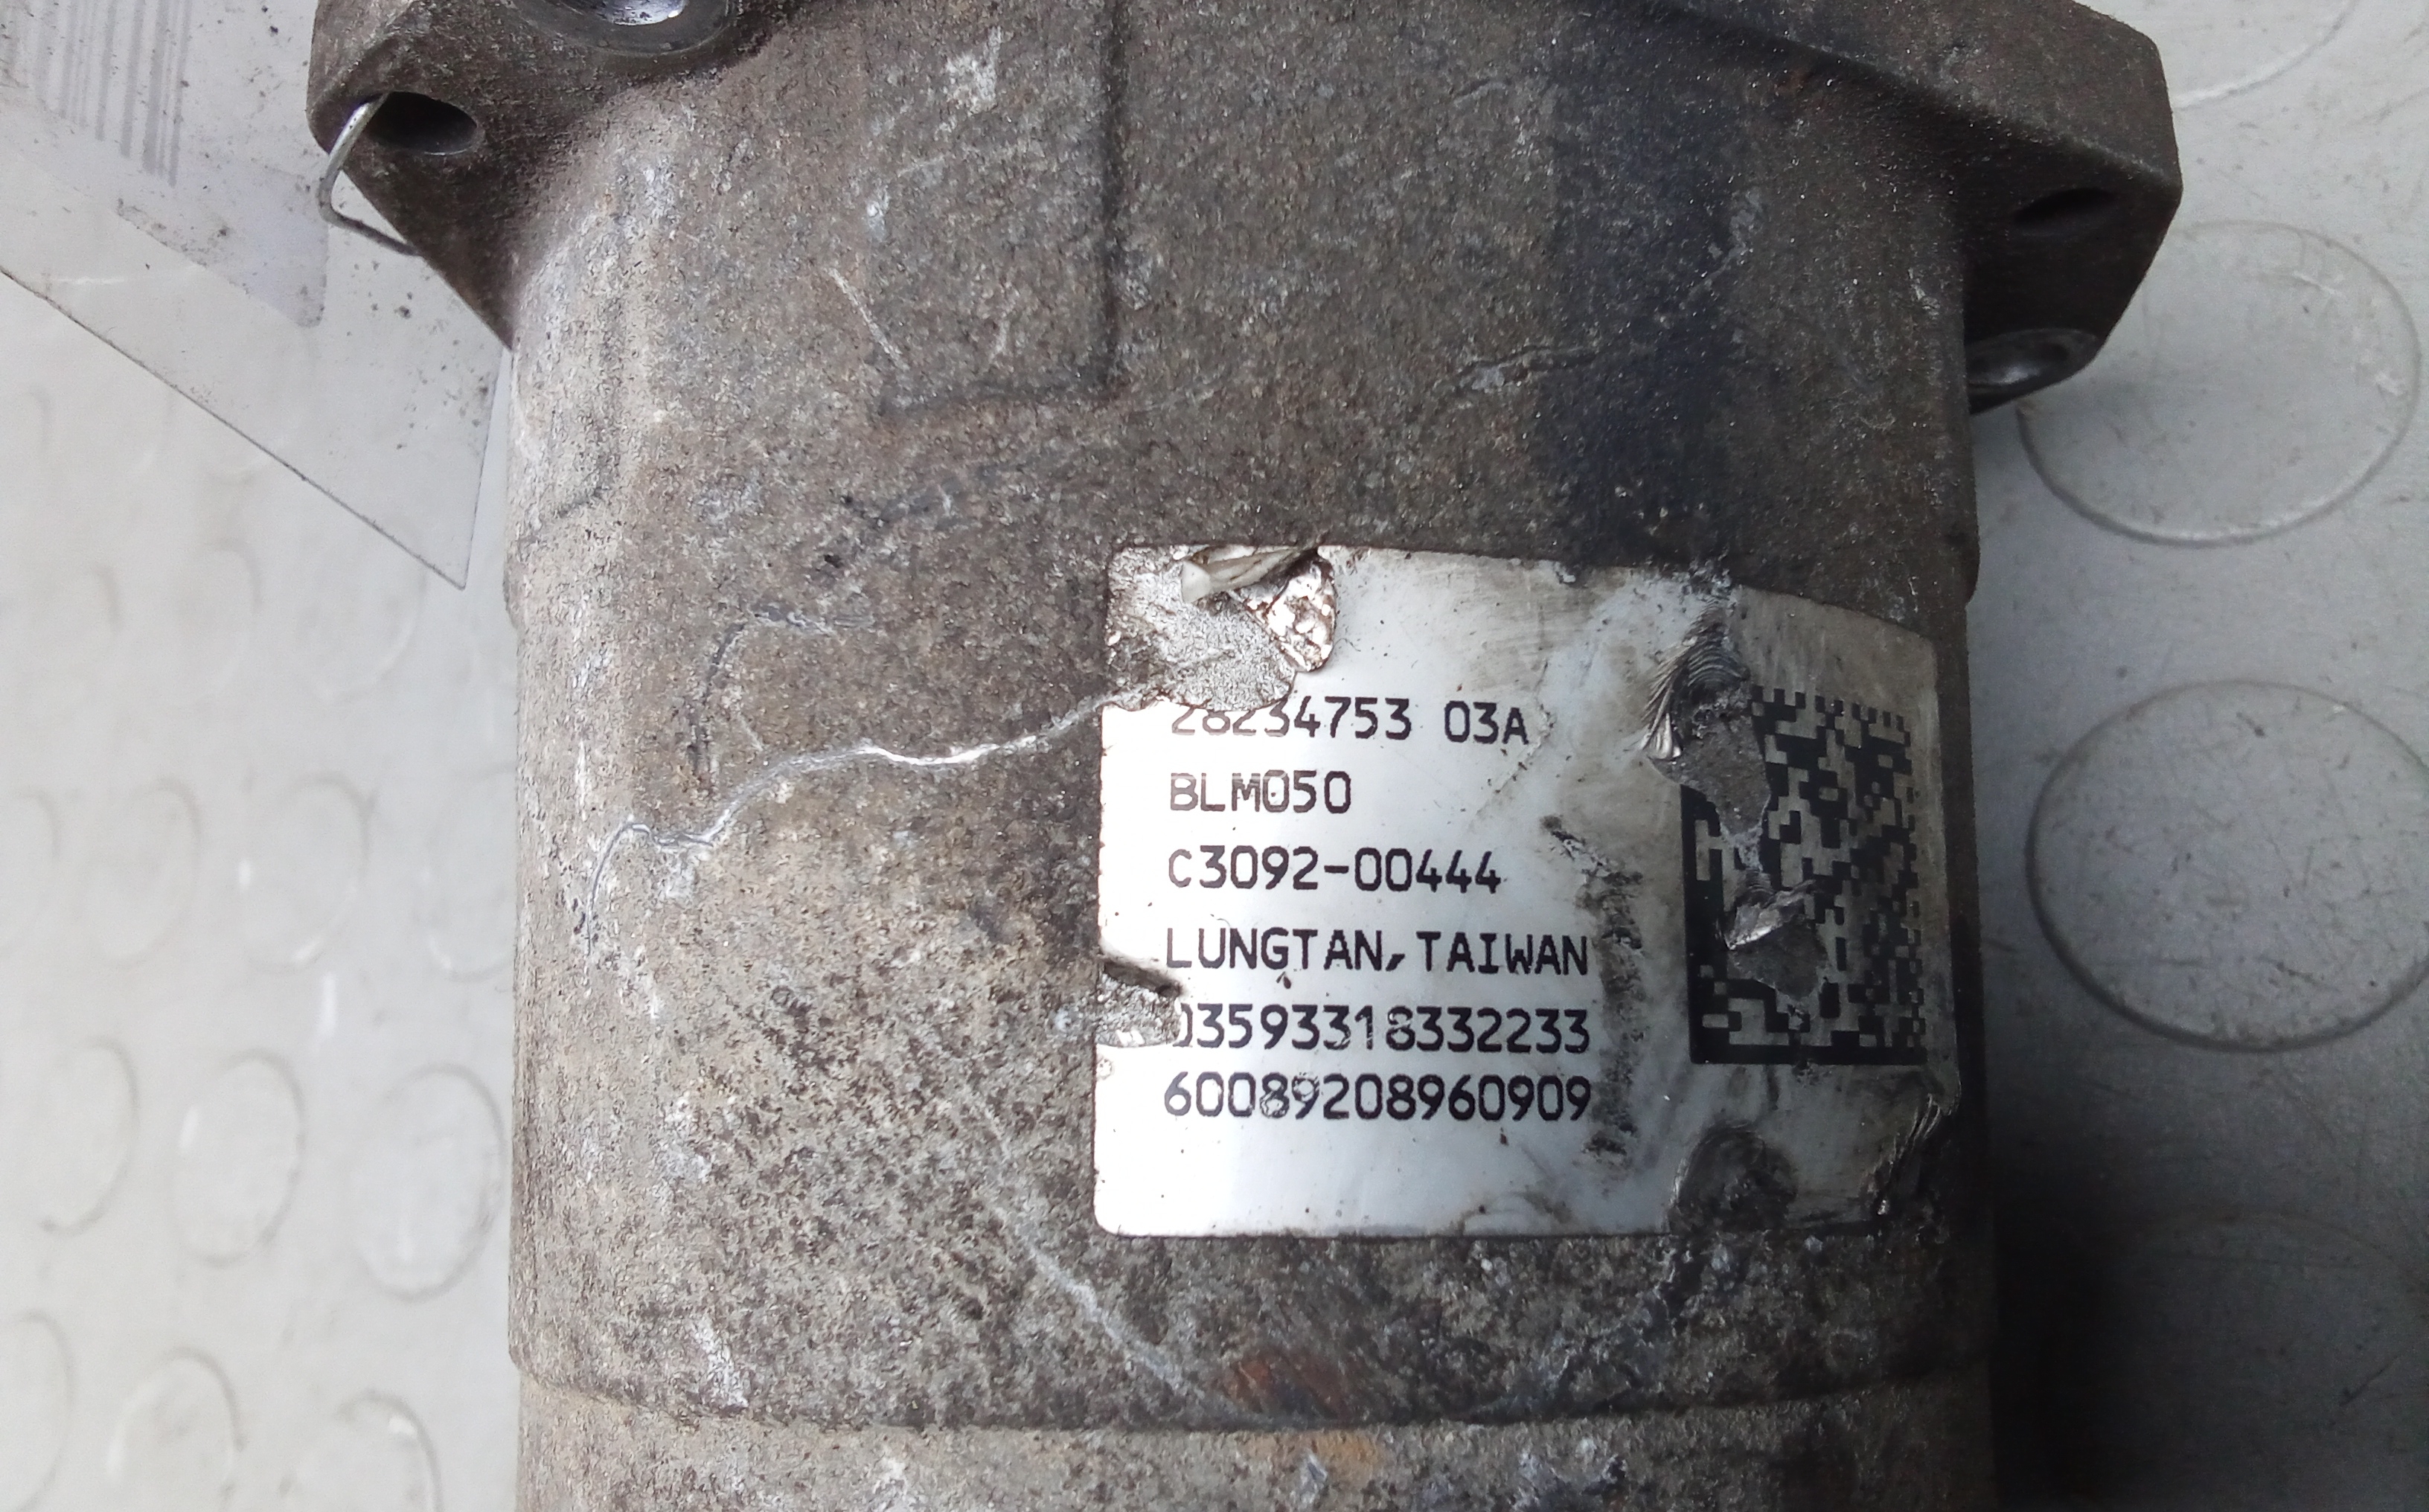 28234753 03A
BLM050
C3092-00444
LUNGTAN, TAIWAN
03593318332233
60089208960909